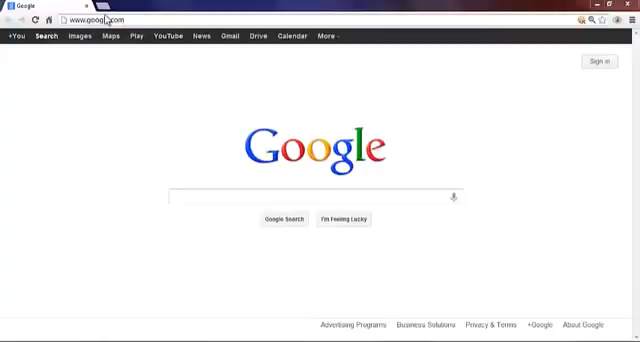 Google
www.google.com
+You Search Images Maps Play YouTube News Gmail Drive Calendar More
Sign in
Google
Google Search I'm Feeling Lucky
Advertising Programs Business Solutions Privacy & Terms +Google About Google